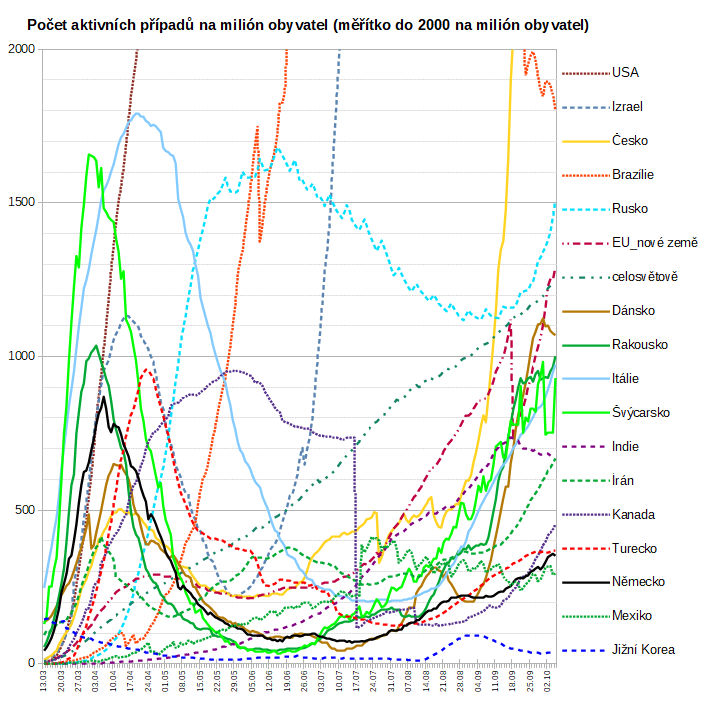 Počet aktivních případů na milión obyvatel (měřítko do 2000 na milión obyvatel)
2000
1500
1000
500
0
13.03
20.03
27.03
03.04
10.04
17.04
24.04
01.05
08.05
15.05
22.05
29.05
05.06
12.06
19.06
26.06
03.07
10.07
17.07
24.07
31.07
07.08
14.08
21.08
28.08
04.09
11.09
18.09
25.09
02.10
USA
Izrael
Česko
Brazílie
Rusko
EU_nové země
celosvětově
Dánsko
Rakousko
Itálie
Švýcarsko
Indie
Írán
Kanada
Turecko
Německo
Mexiko
Jižní Korea